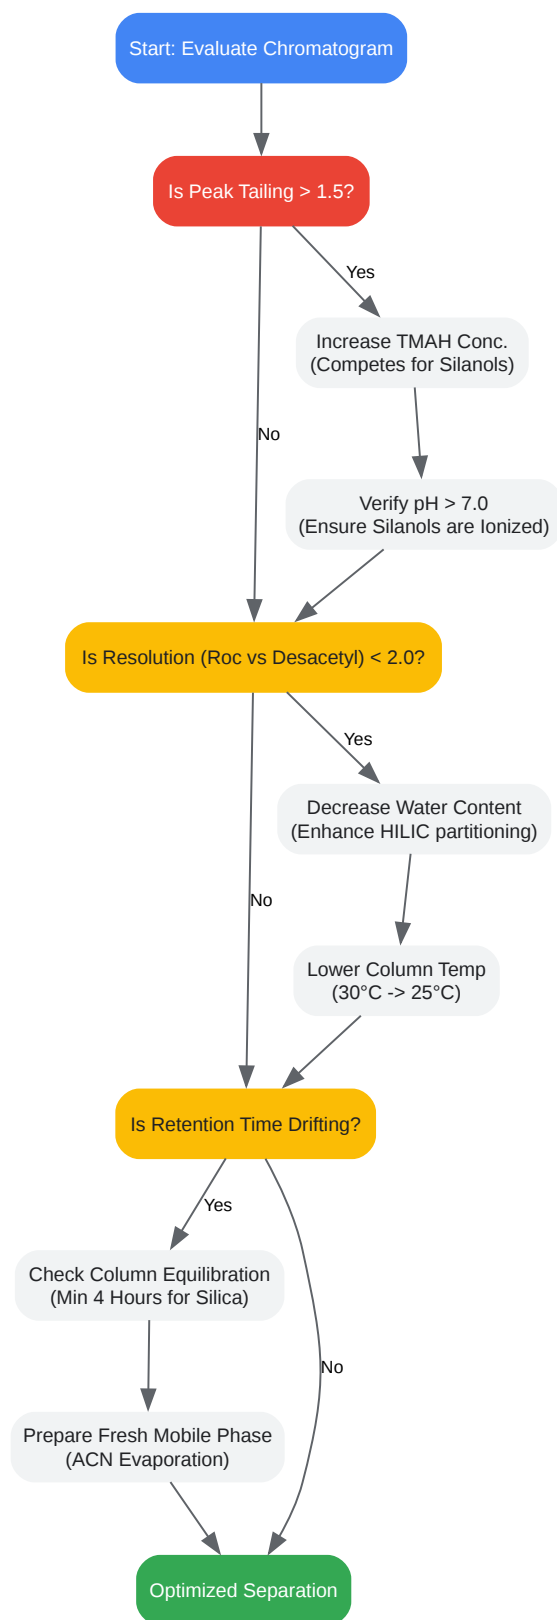 Start: Evaluate Chromatogram
Is Peak Tailing > 1.5?
Yes
Increase TMAH Conc.
(Competes for Silanols)
No
Verify pH > 7.0
(Ensure Silanols are Ionized)
Is Resolution (Roc vs Desacetyl) < 2.0?
Yes
Decrease Water Content
(Enhance HILIC partitioning)
No
Lower Column Temp
(30°C -> 25°C)
Is Retention Time Drifting?
Yes
Check Column Equilibration
(Min 4 Hours for Silica)
No
Prepare Fresh Mobile Phase
(ACN Evaporation)
Optimized Separation